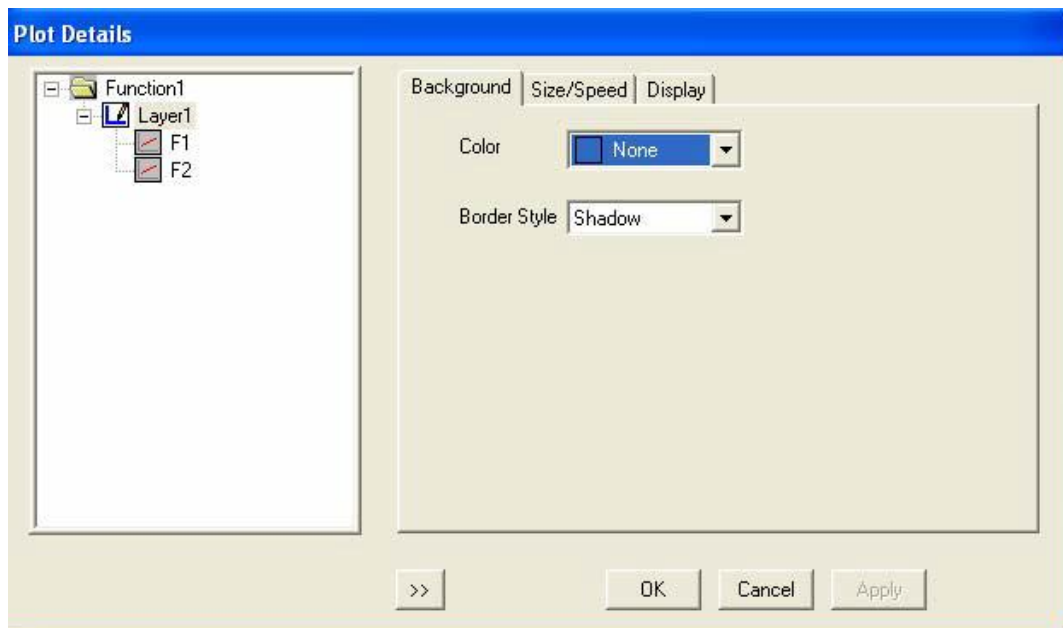 Plot Details
Function1
Layer1
F1
F2
Background Size/Speed Display
Color None
Border Style Shadow
>> OK Cancel Apply